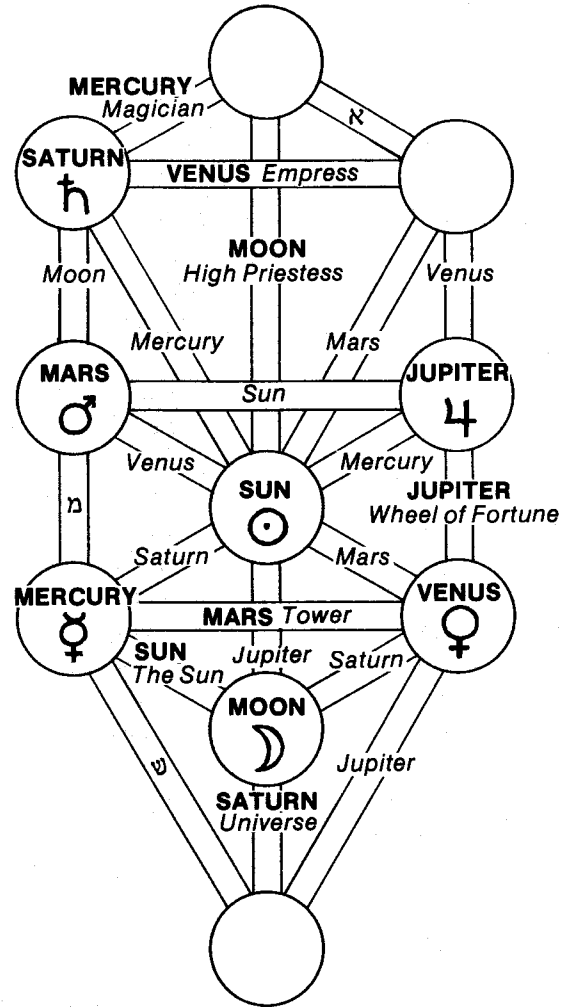 MERCURY
Magician
א
SATURN
♄
VENUS Empress
MOON
High Priestess
Moon
Venus
Mercury
Mars
MARS
♂
Sun
JUPITER
♃
Venus
Mercury
SUN
☉
מ
JUPITER
Wheel of Fortune
Saturn
Mars
MERCURY
☿
MARS Tower
VENUS
♀
SUN
The Sun
Jupiter
Saturn
MOON
☽
ש
Jupiter
SATURN
Universe